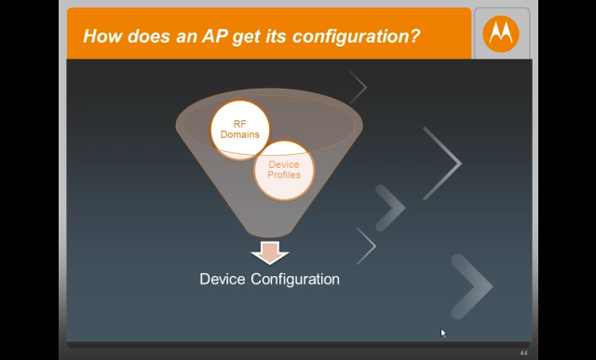 How does an AP get its configuration?
RF
Domains
Device
Profiles
Device Configuration
44